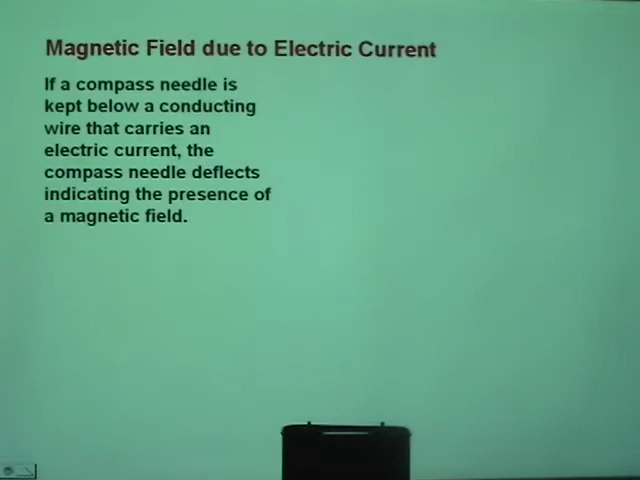 Magnetic Field due to Electric Current
If a compass needle is
kept below a conducting
wire that carries an
electric current, the
compass needle deflects
indicating the presence of
a magnetic field.